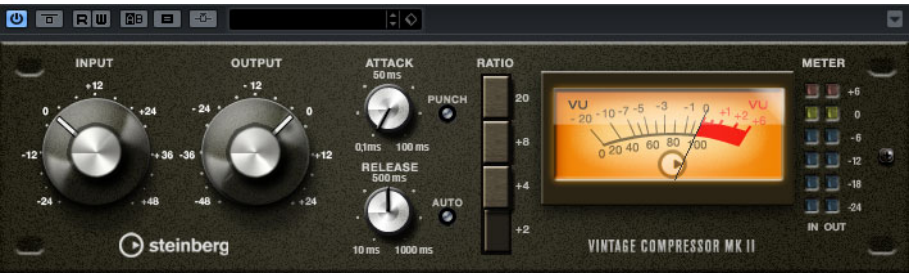 R W A B
INPUT
-24 -12 0 +12 +24 +36 +48
OUTPUT
-48 -36 -24 -12 0 +12 +24
ATTACK
50 ms
0,1ms 100 ms
PUNCH
RELEASE
500 ms
10 ms 1000 ms
AUTO
RATIO
20
+8
+4
+2
VU VU
-20 -10 -7 -5 -3 -1 0 +1 +2 +6
0 20 40 60 80 100
METER
+6
0
-6
-12
-18
-24
IN OUT
steinberg
VINTAGE COMPRESSOR MK II